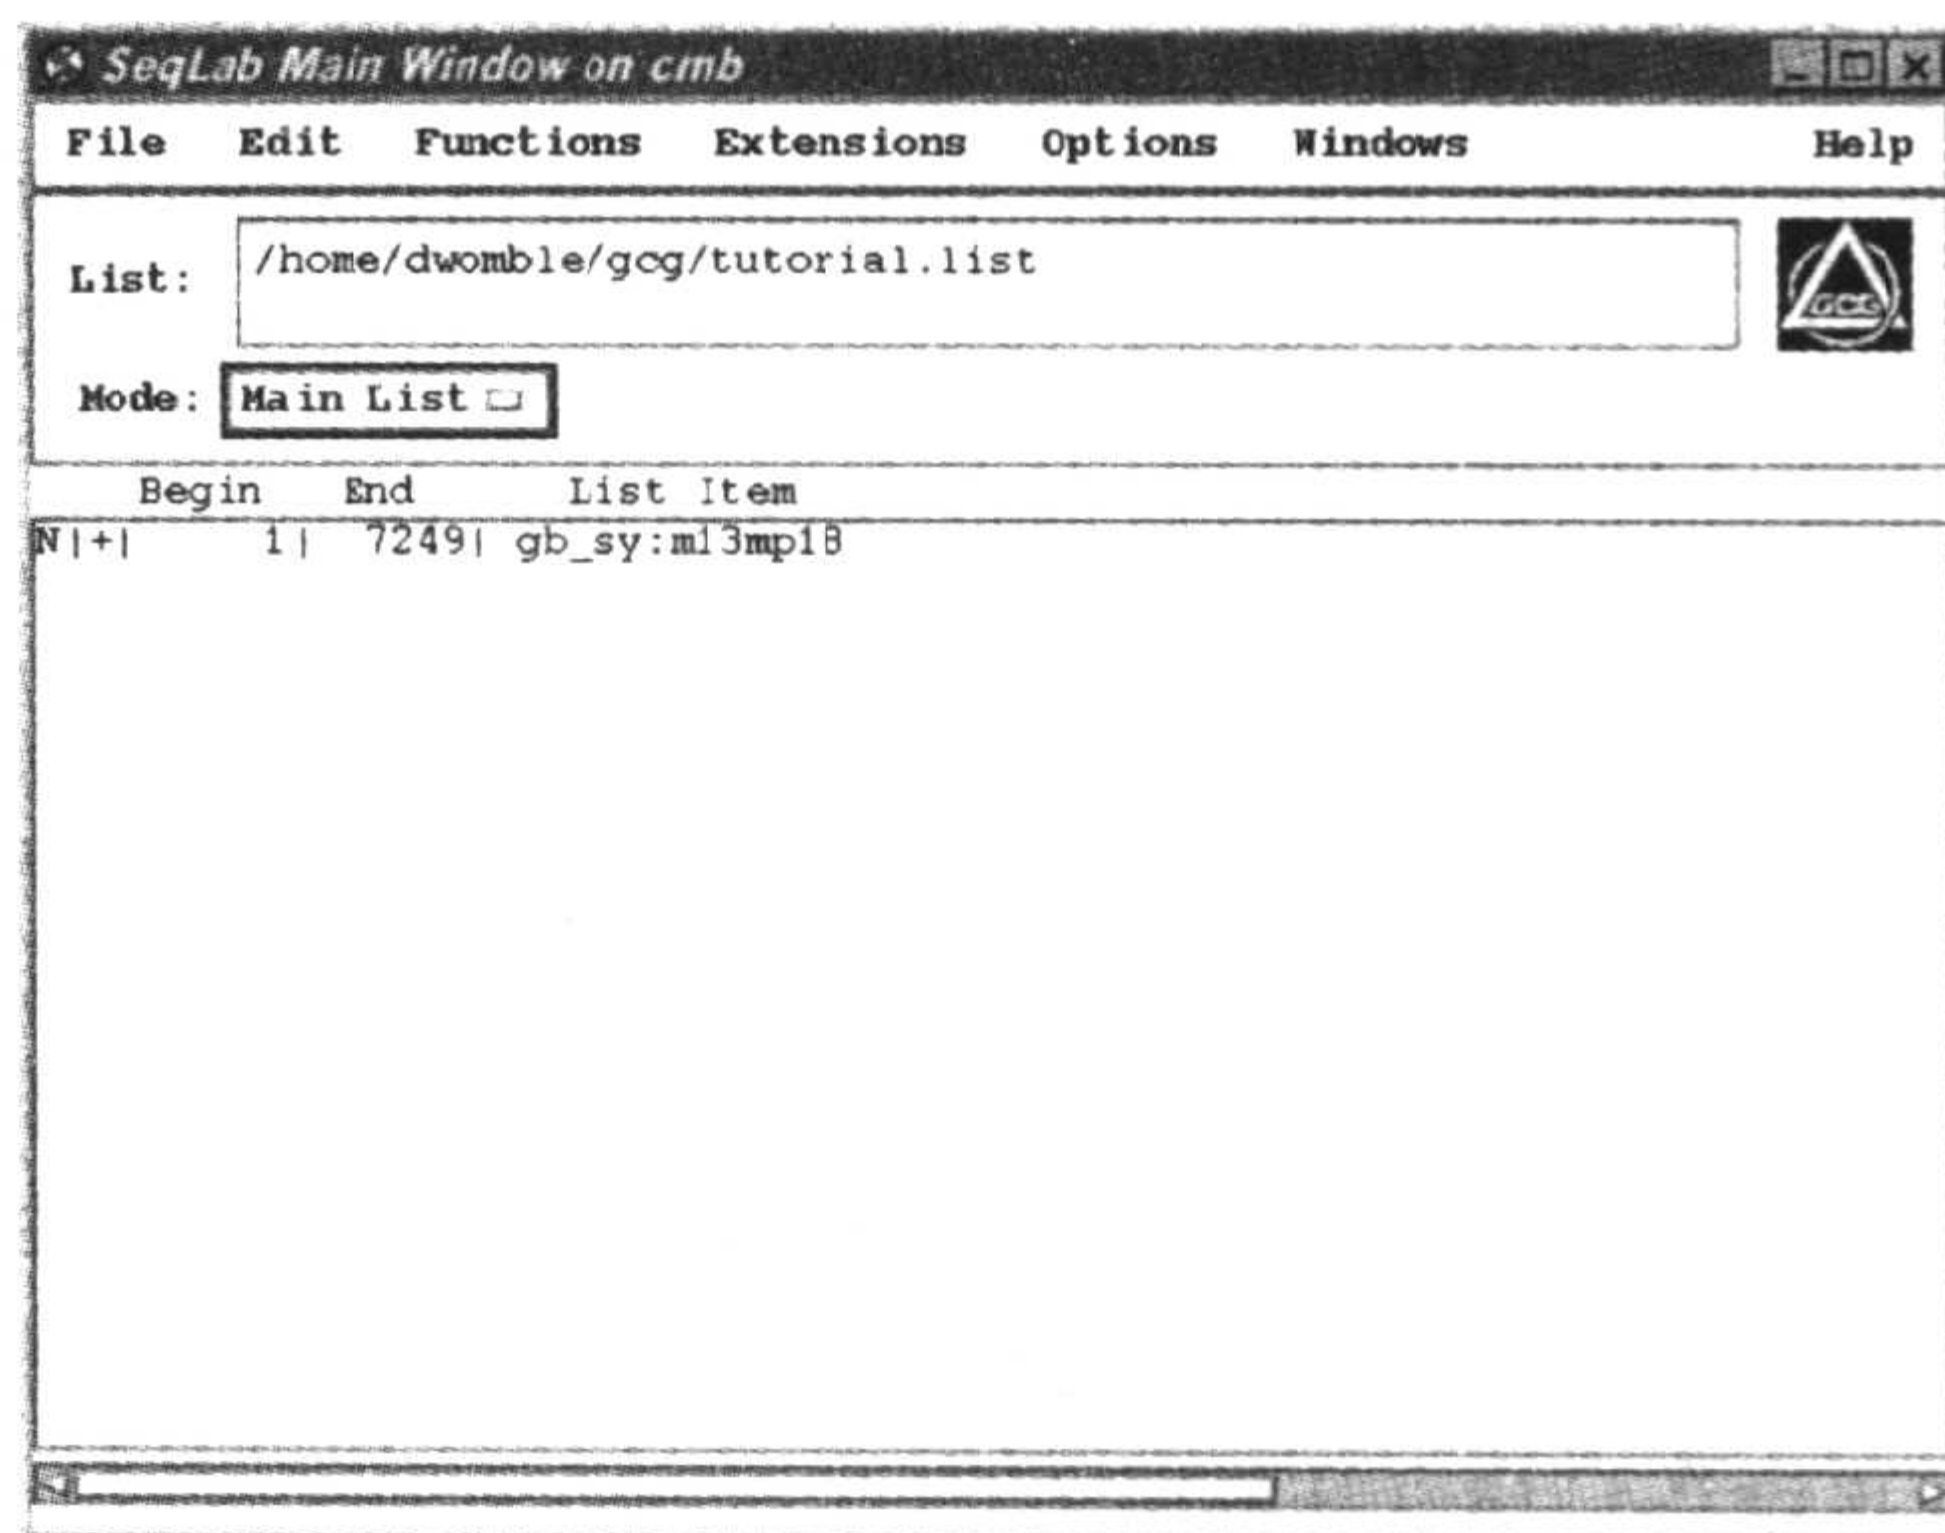 SeqLab Main Window on cmb
File Edit Functions Extensions Options Windows Help
List: /home/dwomble/gcg/tutorial.list
GCG
Mode: Main List
Begin End List Item
N|+| 1| 7249| gb_sy:m13mp18